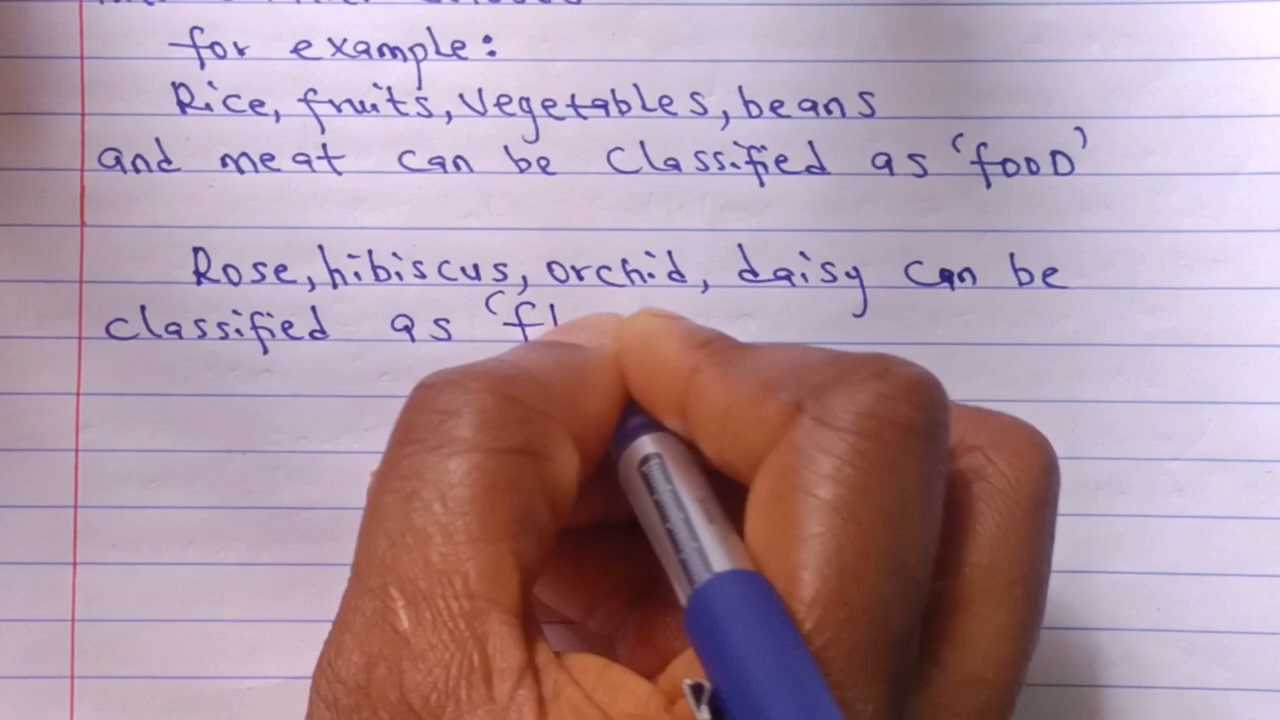 for example:
Rice, fruits, Vegetables, beans
and meat can be Classified as 'fooD'
Rose, hibiscus, orchid, daisy can be
classified as 'fl